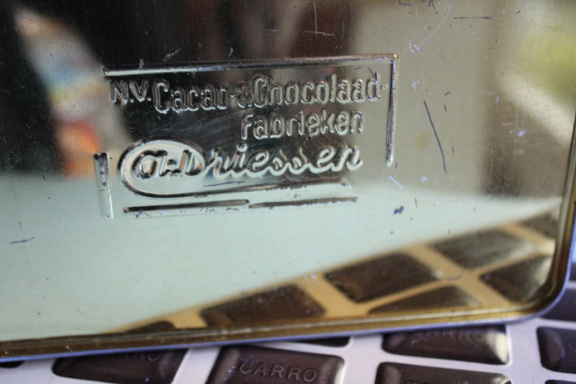 N.V. Cacao-&Chocolaad-
Fabrieken
a. Driessen
CARRO